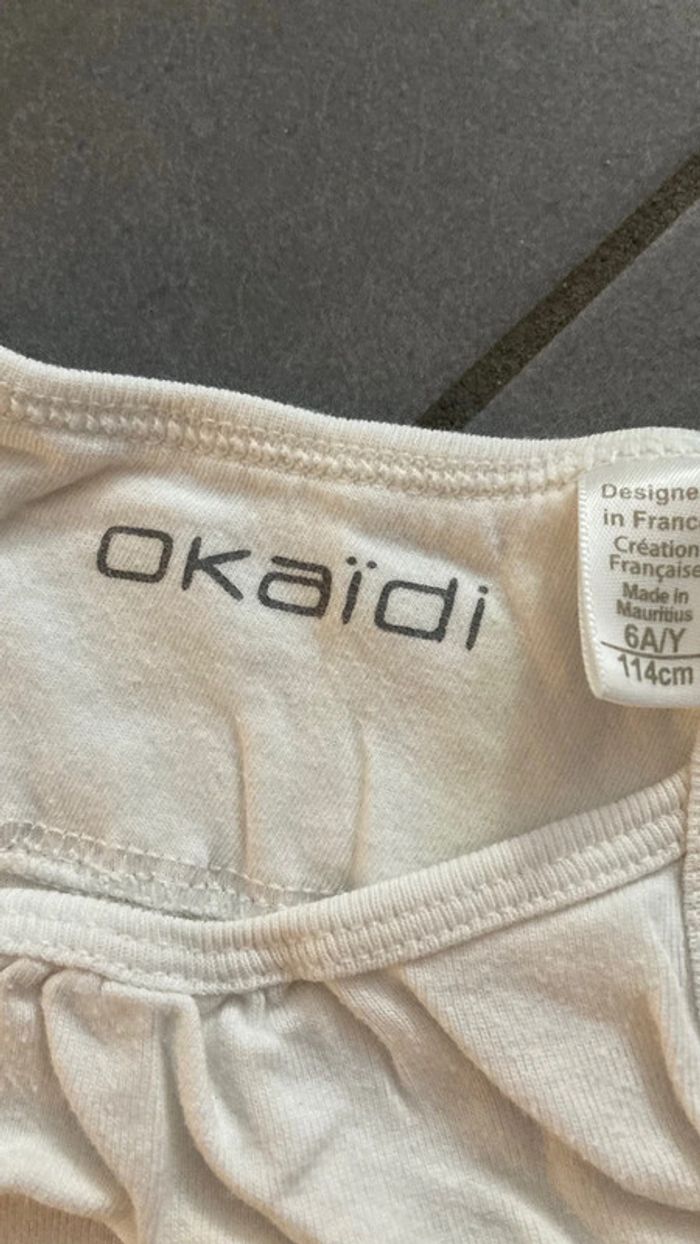 okaïdi
Designe
in Franc
Création
Française
Made in
Mauritius
6A/Y
114cm